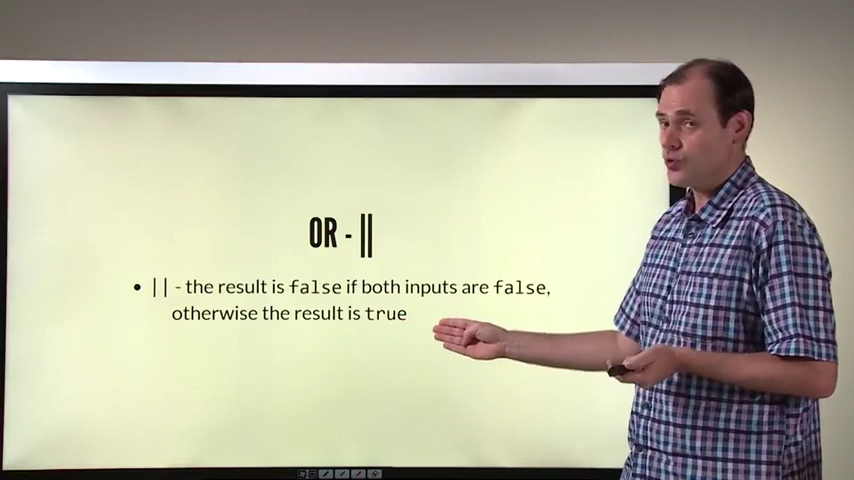 OR - ||
• || - the result is false if both inputs are false,
otherwise the result is true